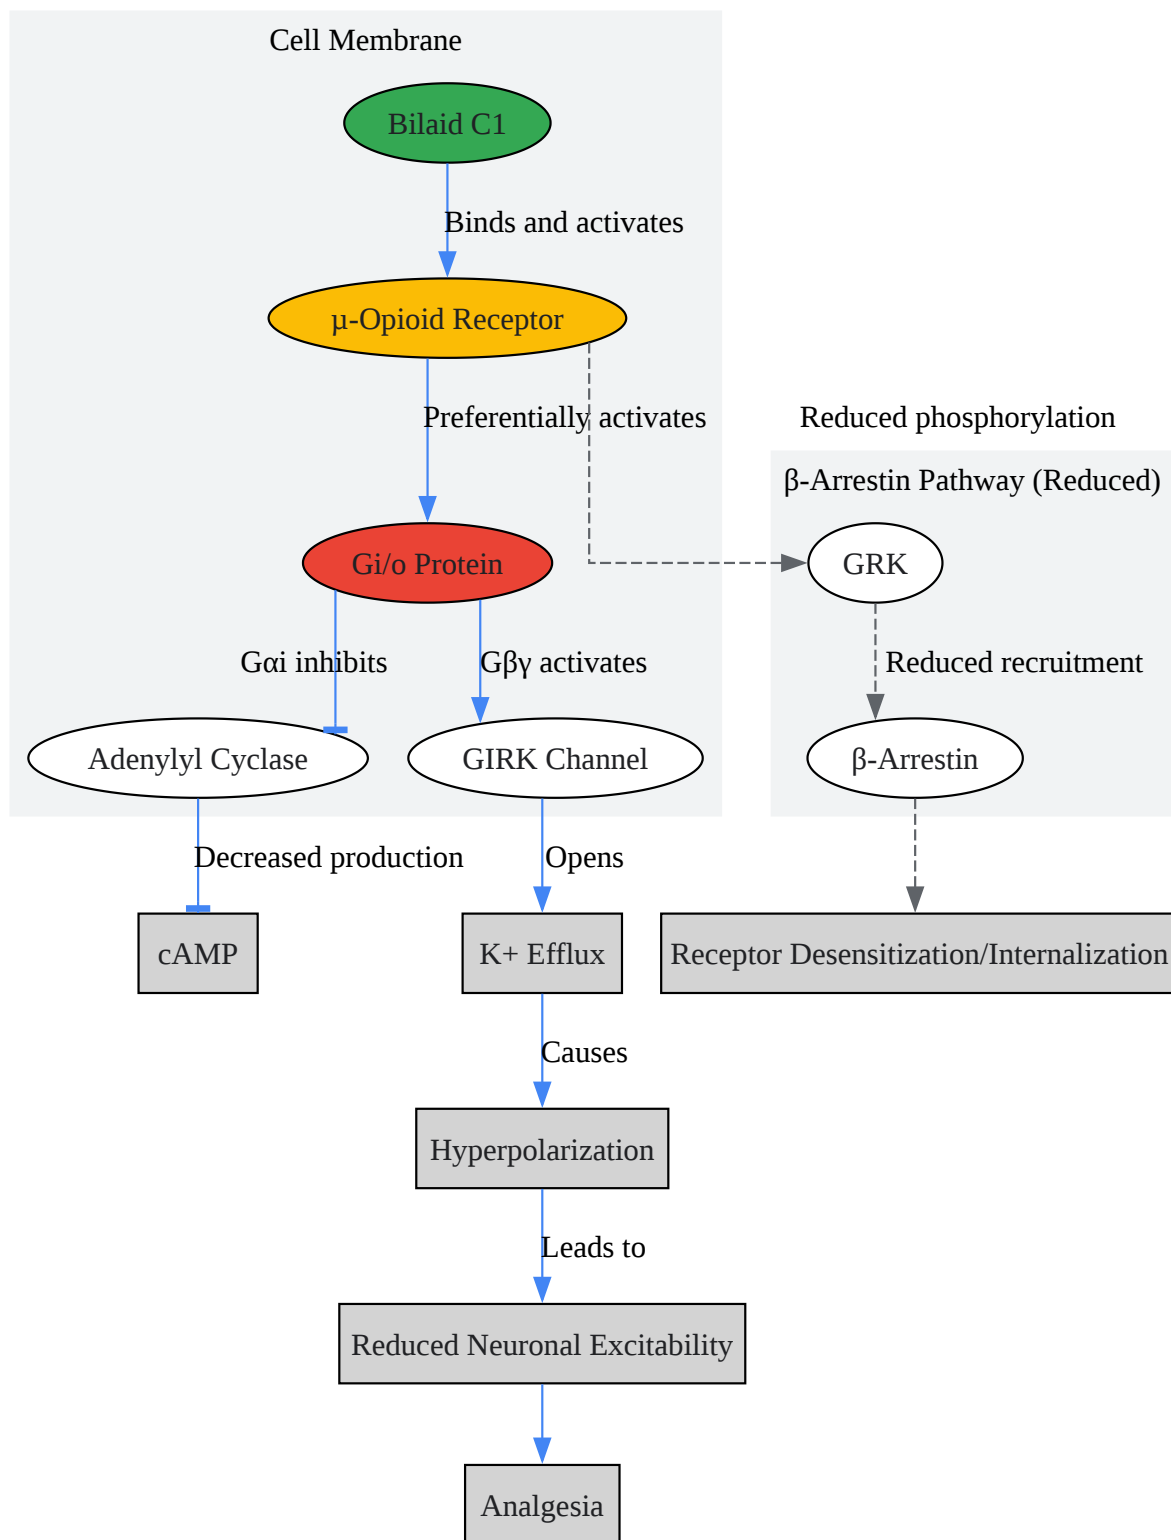 Cell Membrane
Bilaid C1
Binds and activates
µ-Opioid Receptor
Preferentially activates
Reduced phosphorylation
β-Arrestin Pathway (Reduced)
Gi/o Protein
GRK
Gαi inhibits
Gβγ activates
Reduced recruitment
Adenylyl Cyclase
GIRK Channel
β-Arrestin
Decreased production
Opens
cAMP
K+ Efflux
Receptor Desensitization/Internalization
Causes
Hyperpolarization
Leads to
Reduced Neuronal Excitability
Analgesia